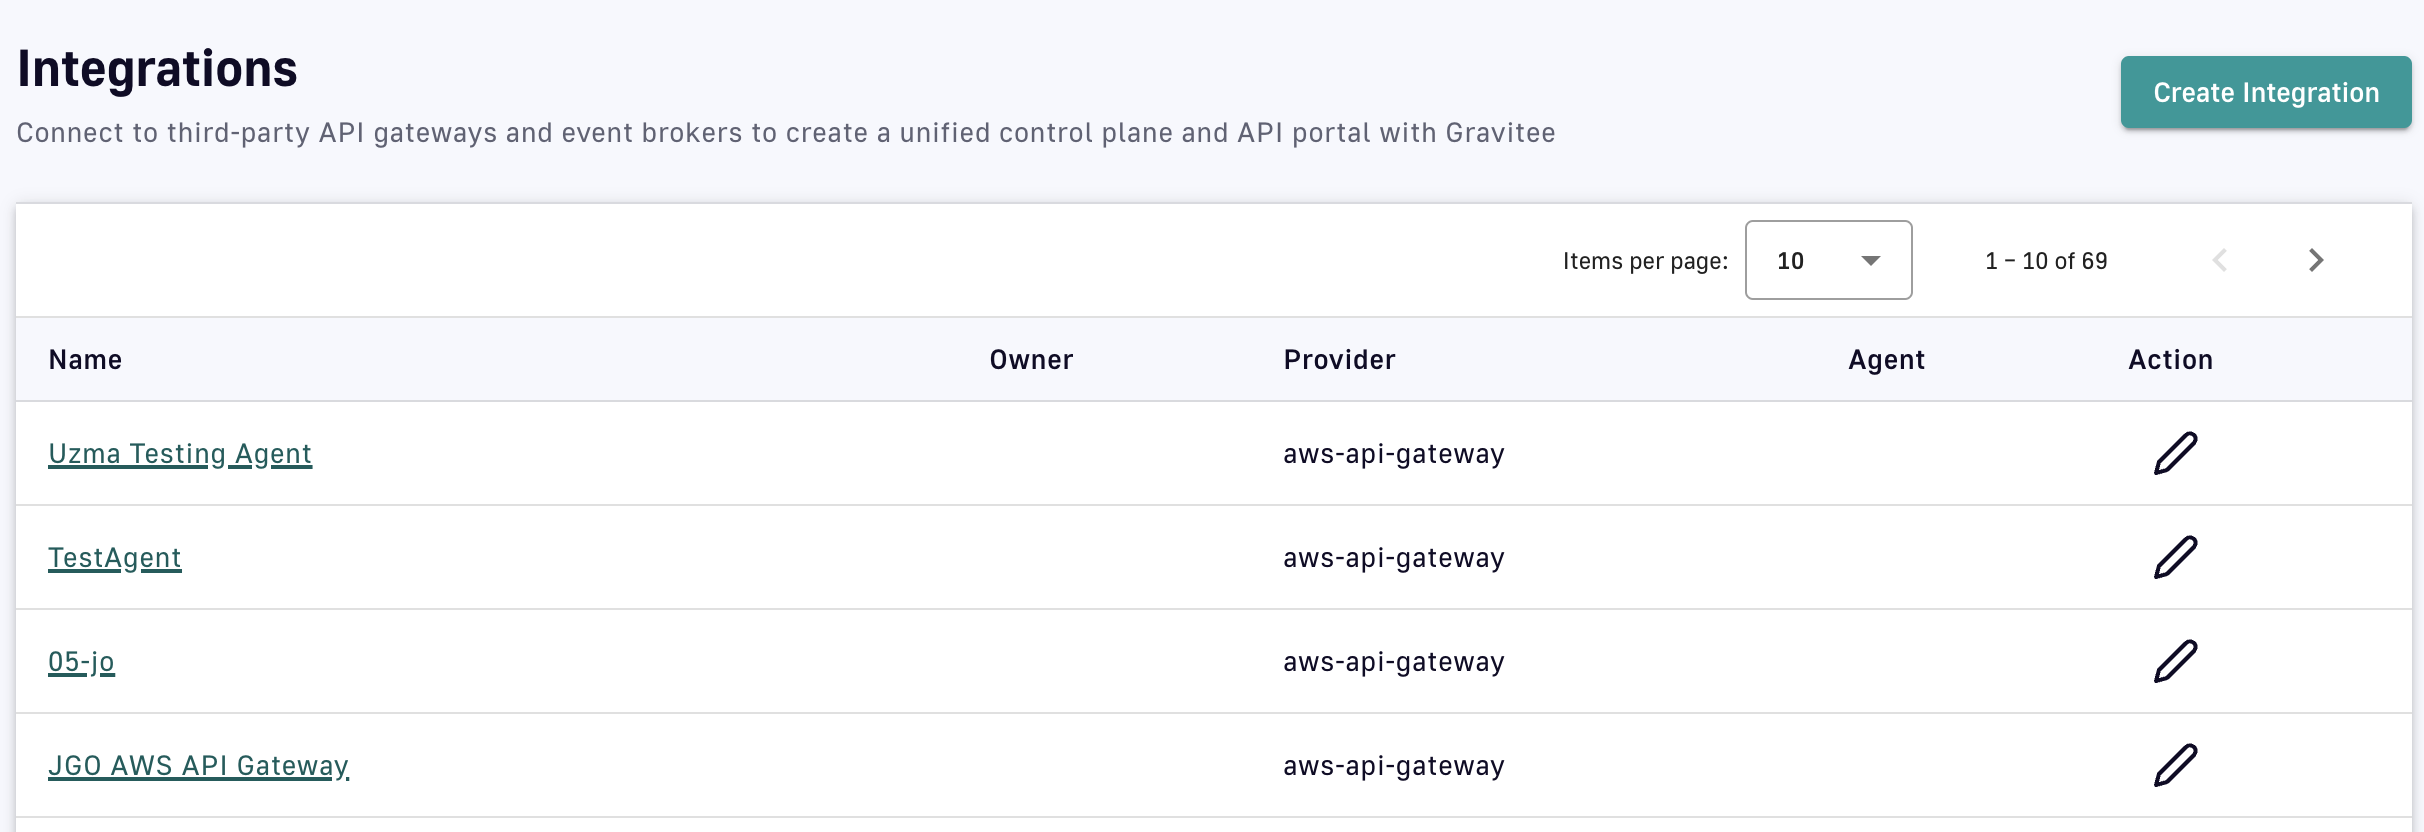 Integrations
Create Integration
Connect to third-party API gateways and event brokers to create a unified control plane and API portal with Gravitee
Items per page: 10 1 – 10 of 69
Name Owner Provider Agent Action
Uzma Testing Agent aws-api-gateway
TestAgent aws-api-gateway
05-jo aws-api-gateway
JGO AWS API Gateway aws-api-gateway